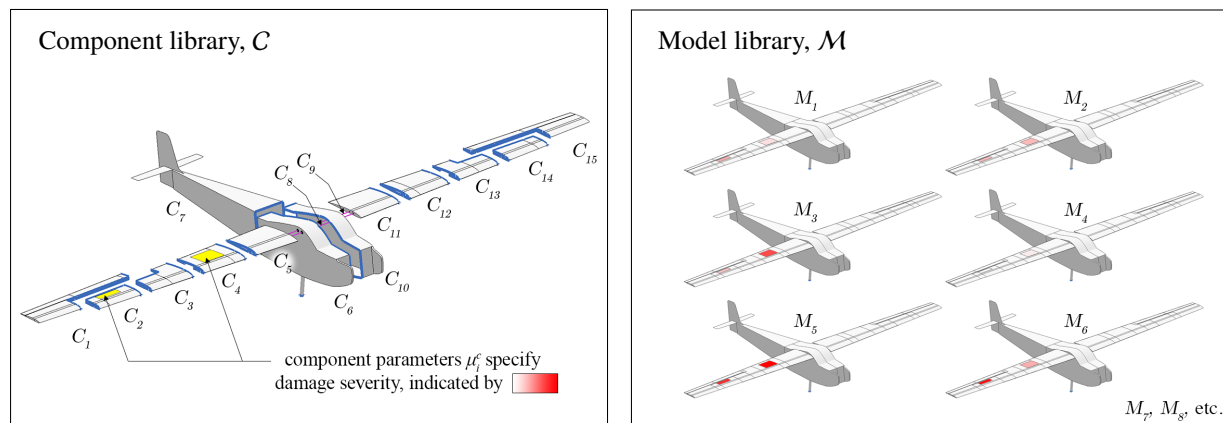 Component library, 𝒞
C₉
C₈
C₁₅
C₁₄
C₁₃
C₁₂
C₁₁
C₇
C₁₀
C₅
C₆
C₄
C₃
C₂
C₁
component parameters μᵢᶜ specify
damage severity, indicated by
Model library, ℳ
M₁
M₂
M₃
M₄
M₅
M₆
M₇, M₈, etc.